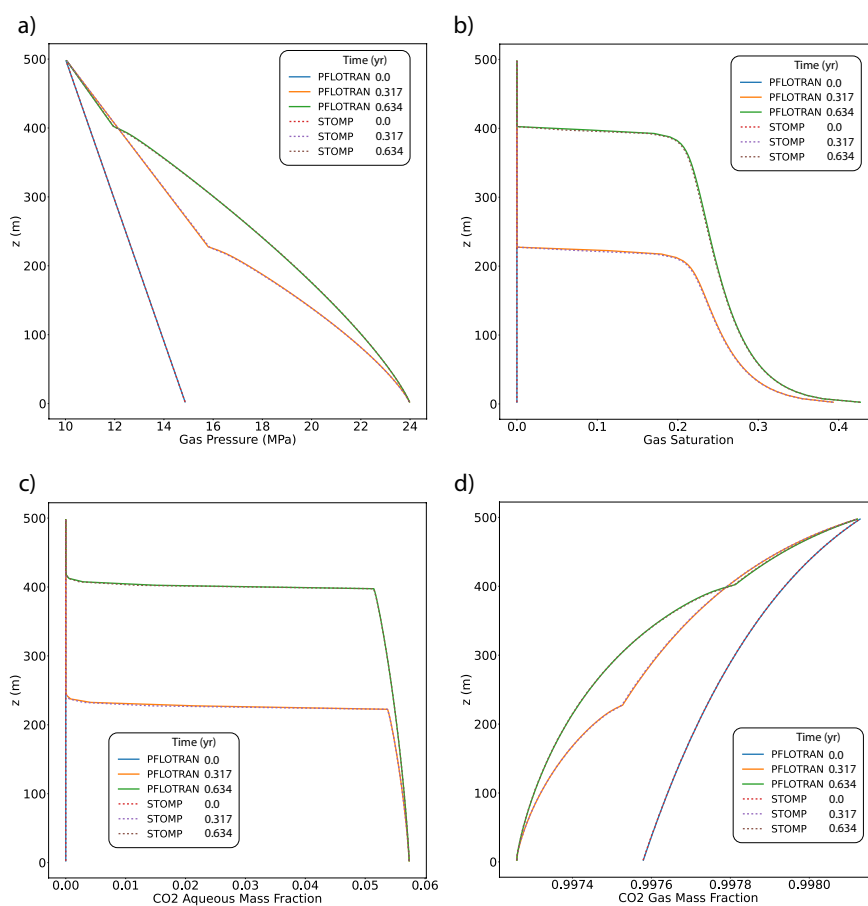 a)
500
400
300
200
100
0
z (m)
10
12
14
16
18
20
22
24
Gas Pressure (MPa)
Time (yr)
PFLOTRAN 0.0
PFLOTRAN 0.317
PFLOTRAN 0.634
STOMP 0.0
STOMP 0.317
STOMP 0.634
b)
500
400
300
200
100
0
z (m)
0.0
0.1
0.2
0.3
0.4
Gas Saturation
Time (yr)
PFLOTRAN 0.0
PFLOTRAN 0.317
PFLOTRAN 0.634
STOMP 0.0
STOMP 0.317
STOMP 0.634
c)
500
400
300
200
100
0
z (m)
0.00
0.01
0.02
0.03
0.04
0.05
0.06
CO2 Aqueous Mass Fraction
Time (yr)
PFLOTRAN 0.0
PFLOTRAN 0.317
PFLOTRAN 0.634
STOMP 0.0
STOMP 0.317
STOMP 0.634
d)
500
400
300
200
100
0
z (m)
0.9974
0.9976
0.9978
0.9980
CO2 Gas Mass Fraction
Time (yr)
PFLOTRAN 0.0
PFLOTRAN 0.317
PFLOTRAN 0.634
STOMP 0.0
STOMP 0.317
STOMP 0.634